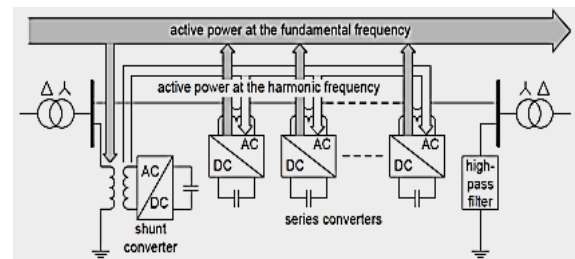 active power at the fundamental frequency
active power at the harmonic frequency
Δ
Δ
AC
DC
AC
DC
AC
DC
AC
DC
high-
pass
filter
shunt
converter
series converters